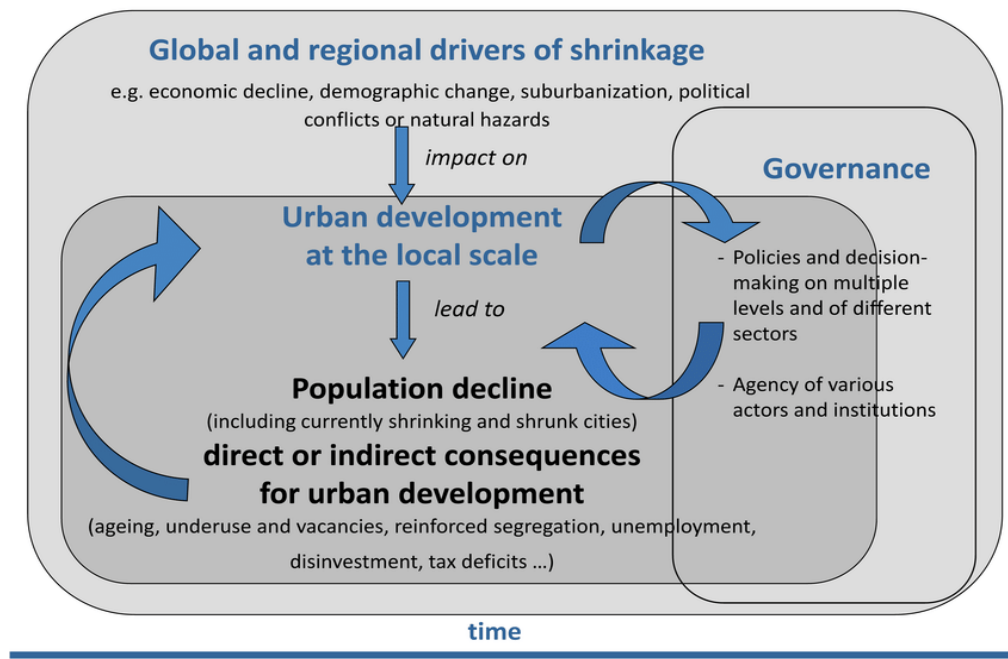 Global and regional drivers of shrinkage
e.g. economic decline, demographic change, suburbanization, political
conflicts or natural hazards
impact on
Governance
Urban development
at the local scale
- Policies and decision-
making on multiple
levels and of different
sectors
lead to
- Agency of various
actors and institutions
Population decline
(including currently shrinking and shrunk cities)
direct or indirect consequences
for urban development
(ageing, underuse and vacancies, reinforced segregation, unemployment,
disinvestment, tax deficits ...)
time